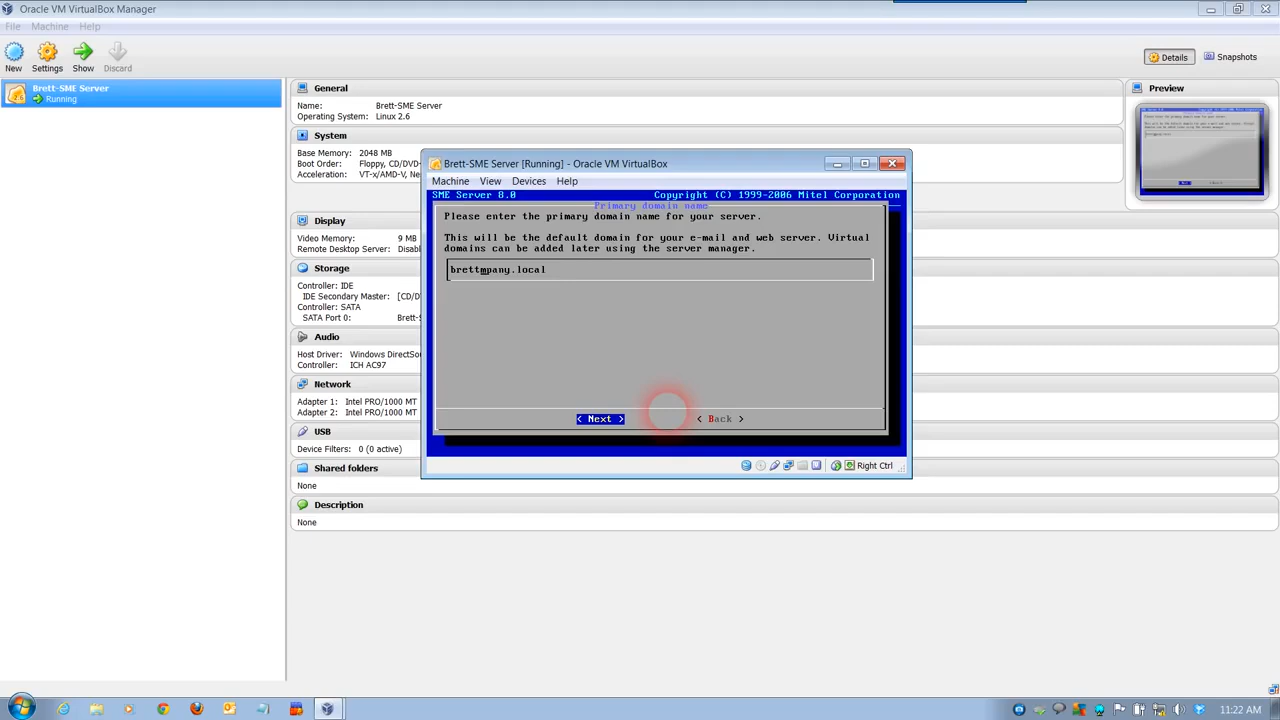 Oracle VM VirtualBox Manager
File Machine Help
New Settings Show Discard
Details Snapshots
Brett-SME Server
Running
General
Name: Brett-SME Server
Operating System: Linux 2.6
System
Base Memory: 2048 MB
Boot Order: Floppy, CD/DVD-
Acceleration: VT-x/AMD-V, Ne
Display
Video Memory: 9 MB
Remote Desktop Server: Disab
Storage
Controller: IDE
IDE Secondary Master: [CD/D
Controller: SATA
SATA Port 0: Brett-S
Audio
Host Driver: Windows DirectSo
Controller: ICH AC97
Network
Adapter 1: Intel PRO/1000 MT
Adapter 2: Intel PRO/1000 MT
USB
Device Filters: 0 (0 active)
Shared folders
None
Description
None
Preview
Brett-SME Server [Running] - Oracle VM VirtualBox
Machine View Devices Help
SME Server 8.0 Copyright (C) 1999-2006 Mitel Corporation
Primary domain name
Please enter the primary domain name for your server.
This will be the default domain for your e-mail and web server. Virtual
domains can be added later using the server manager.
brettmpany.local
< Next > < Back >
Right Ctrl
11:22 AM